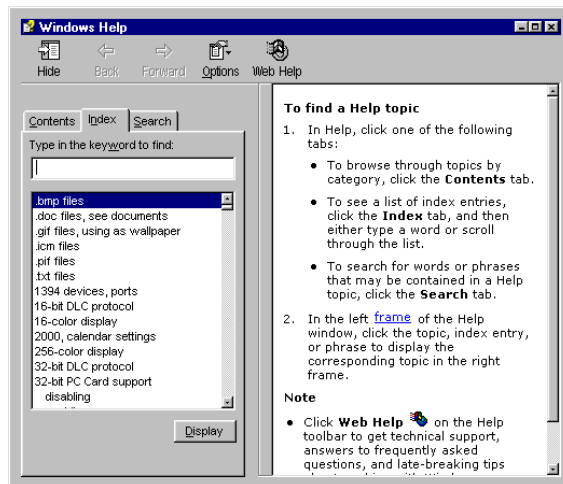 Windows Help
Hide Back Forward Options Web Help
Contents Index Search
Type in the keyword to find:
.bmp files
.doc files, see documents
.gif files, using as wallpaper
.icm files
.pif files
.txt files
1394 devices, ports
16-bit DLC protocol
16-color display
2000, calendar settings
256-color display
32-bit DLC protocol
32-bit PC Card support
disabling
Display
To find a Help topic
1. In Help, click one of the following
tabs:
• To browse through topics by
category, click the Contents tab.
• To see a list of index entries,
click the Index tab, and then
either type a word or scroll
through the list.
• To search for words or phrases
that may be contained in a Help
topic, click the Search tab.
2. In the left frame of the Help
window, click the topic, index entry,
or phrase to display the
corresponding topic in the right
frame.
Note
• Click Web Help on the Help
toolbar to get technical support,
answers to frequently asked
questions, and late-breaking tips